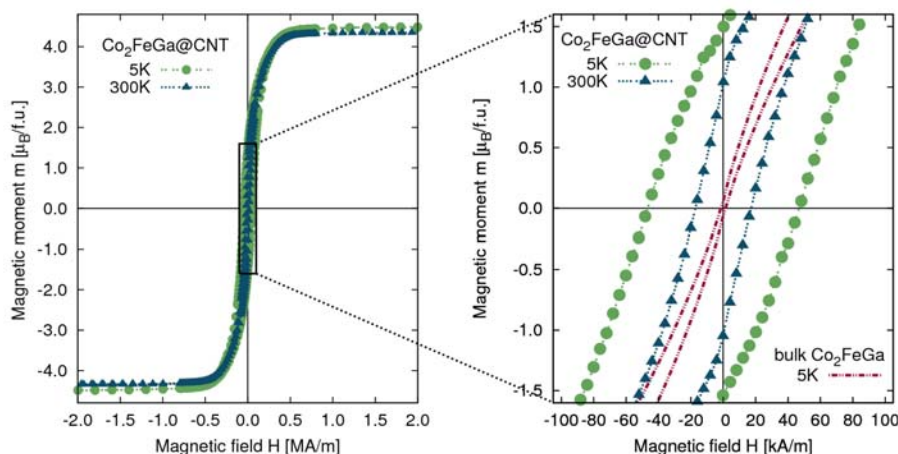 Co₂FeGa@CNT
5K
300K
Magnetic moment m [μB/f.u.]
4.0
3.0
2.0
1.0
0.0
-1.0
-2.0
-3.0
-4.0
-2.0 -1.5 -1.0 -0.5 0.0 0.5 1.0 1.5 2.0
Magnetic field H [MA/m]
Co₂FeGa@CNT
5K
300K
Magnetic moment m [μB/f.u.]
1.5
1.0
0.5
0.0
-0.5
-1.0
-1.5
bulk Co₂FeGa
5K
-100 -80 -60 -40 -20 0 20 40 60 80 100
Magnetic field H [kA/m]